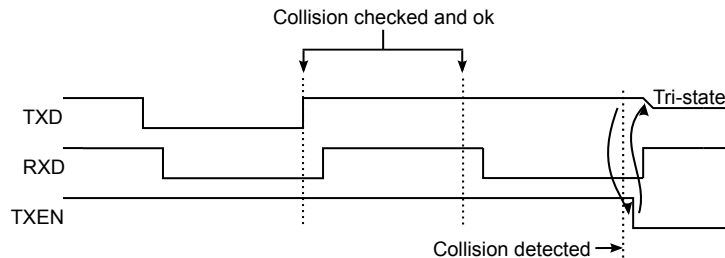 Collision checked and ok
Tri-state
TXD
RXD
TXEN
Collision detected